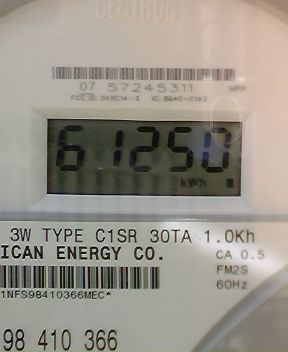 CENTRON
07 57245311
61250
kWh
3W TYPE C1SR 30TA 1.0Kh
ICAN ENERGY CO. CA 0.5
FM2S
60Hz
1NFS98410366MEC*
98 410 366